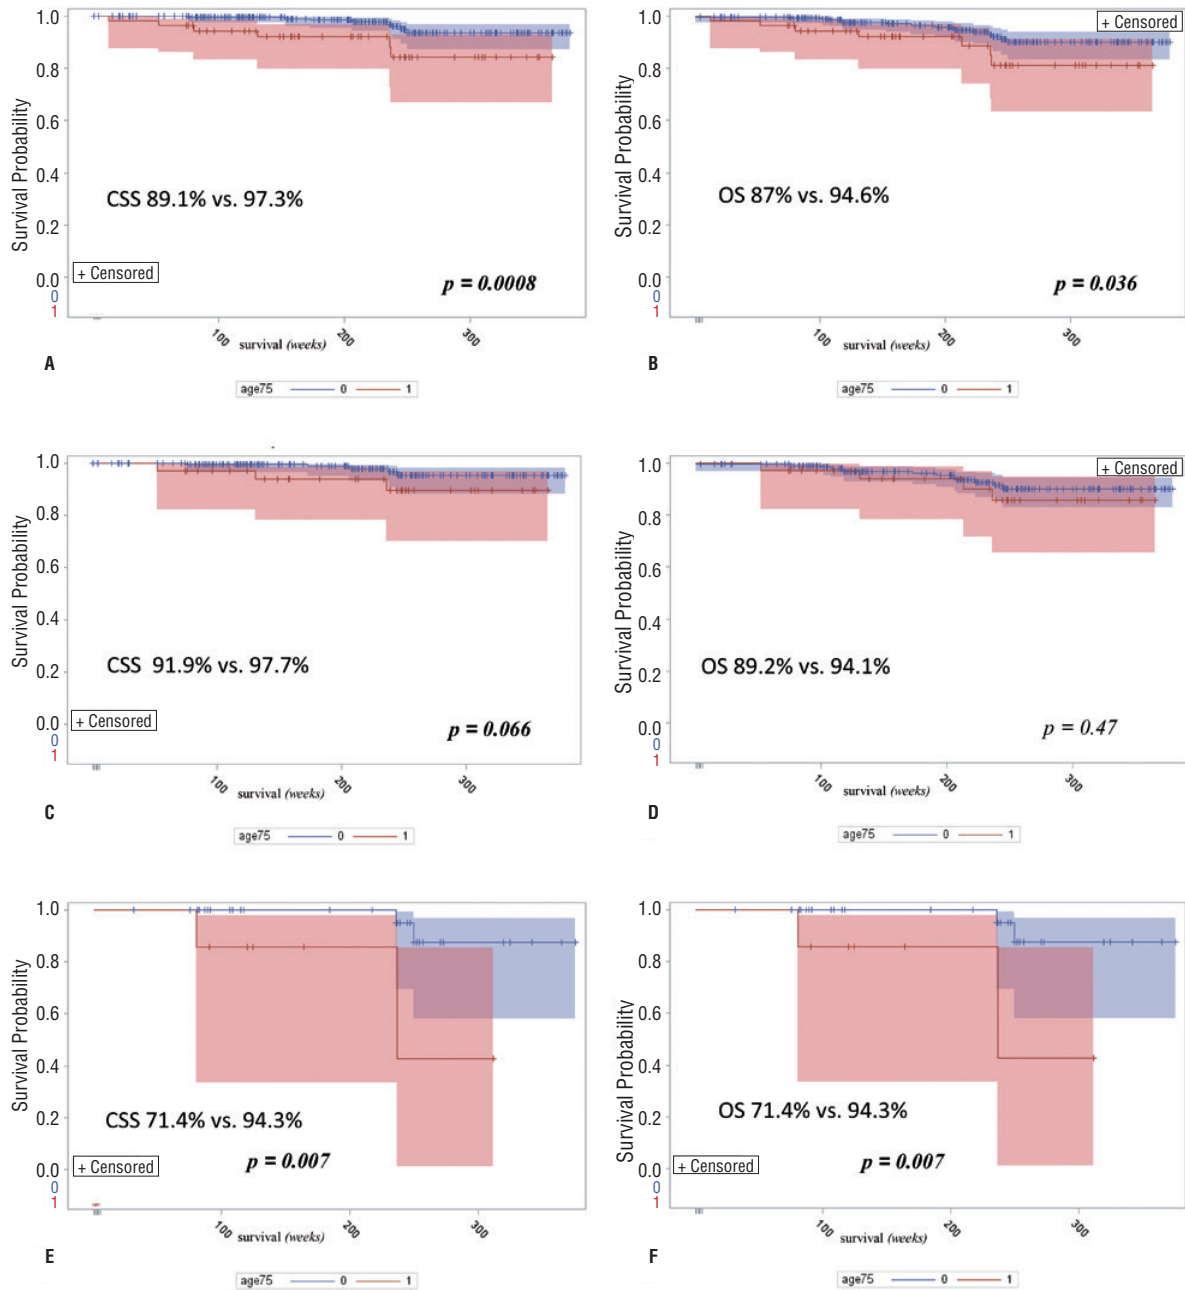 1.0
0.8
0.6
0.4
0.2
0.0
0
1
Survival Probability
CSS 89.1% vs. 97.3%
+ Censored
p = 0.0008
100
200
300
survival (weeks)
A
age75 0 1
1.0
0.8
0.6
0.4
0.2
0.0
0
1
Survival Probability
+ Censored
OS 87% vs. 94.6%
p = 0.036
100
200
300
survival (weeks)
B
age75 0 1
1.0
0.8
0.6
0.4
0.2
0.0
0
1
Survival Probability
CSS 91.9% vs. 97.7%
+ Censored
p = 0.066
100
200
300
survival (weeks)
C
age75 0 1
1.0
0.8
0.6
0.4
0.2
0.0
0
1
Survival Probability
+ Censored
OS 89.2% vs. 94.1%
p = 0.47
100
200
300
survival (weeks)
D
age75 0 1
1.0
0.8
0.6
0.4
0.2
0.0
0
1
Survival Probability
CSS 71.4% vs. 94.3%
+ Censored
p = 0.007
100
200
300
survival (weeks)
E
age75 0 1
1.0
0.8
0.6
0.4
0.2
0.0
0
1
Survival Probability
OS 71.4% vs. 94.3%
+ Censored
p = 0.007
100
200
300
survival (weeks)
F
age75 0 1